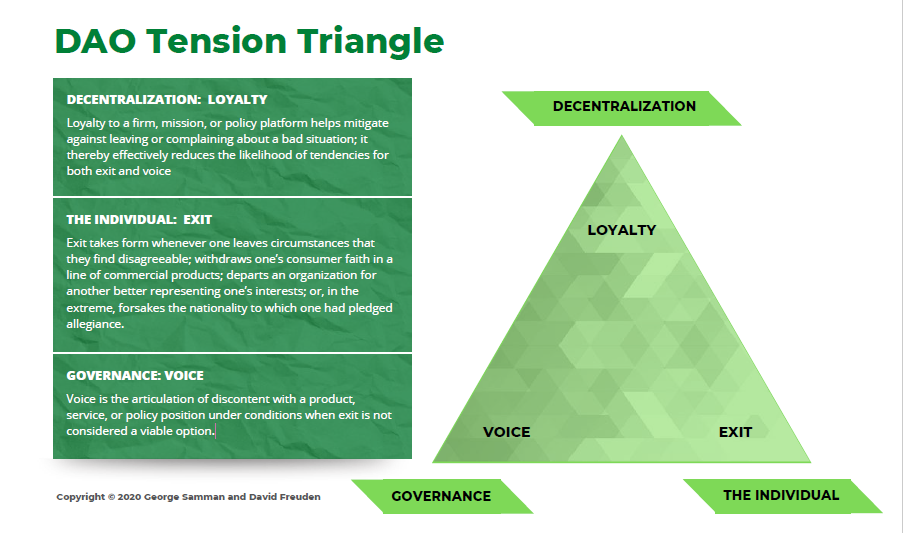 DAO Tension Triangle
DECENTRALIZATION: LOYALTY
Loyalty to a firm, mission, or policy platform helps mitigate
against leaving or complaining about a bad situation; it
thereby effectively reduces the likelihood of tendencies for
both exit and voice
THE INDIVIDUAL: EXIT
Exit takes form whenever one leaves circumstances that
they find disagreeable; withdraws one's consumer faith in a
line of commercial products; departs an organization for
another better representing one's interests; or, in the
extreme, forsakes the nationality to which one had pledged
allegiance.
GOVERNANCE: VOICE
Voice is the articulation of discontent with a product,
service, or policy position under conditions when exit is not
considered a viable option.
Copyright © 2020 George Samman and David Freuden
DECENTRALIZATION
LOYALTY
VOICE
EXIT
GOVERNANCE
THE INDIVIDUAL